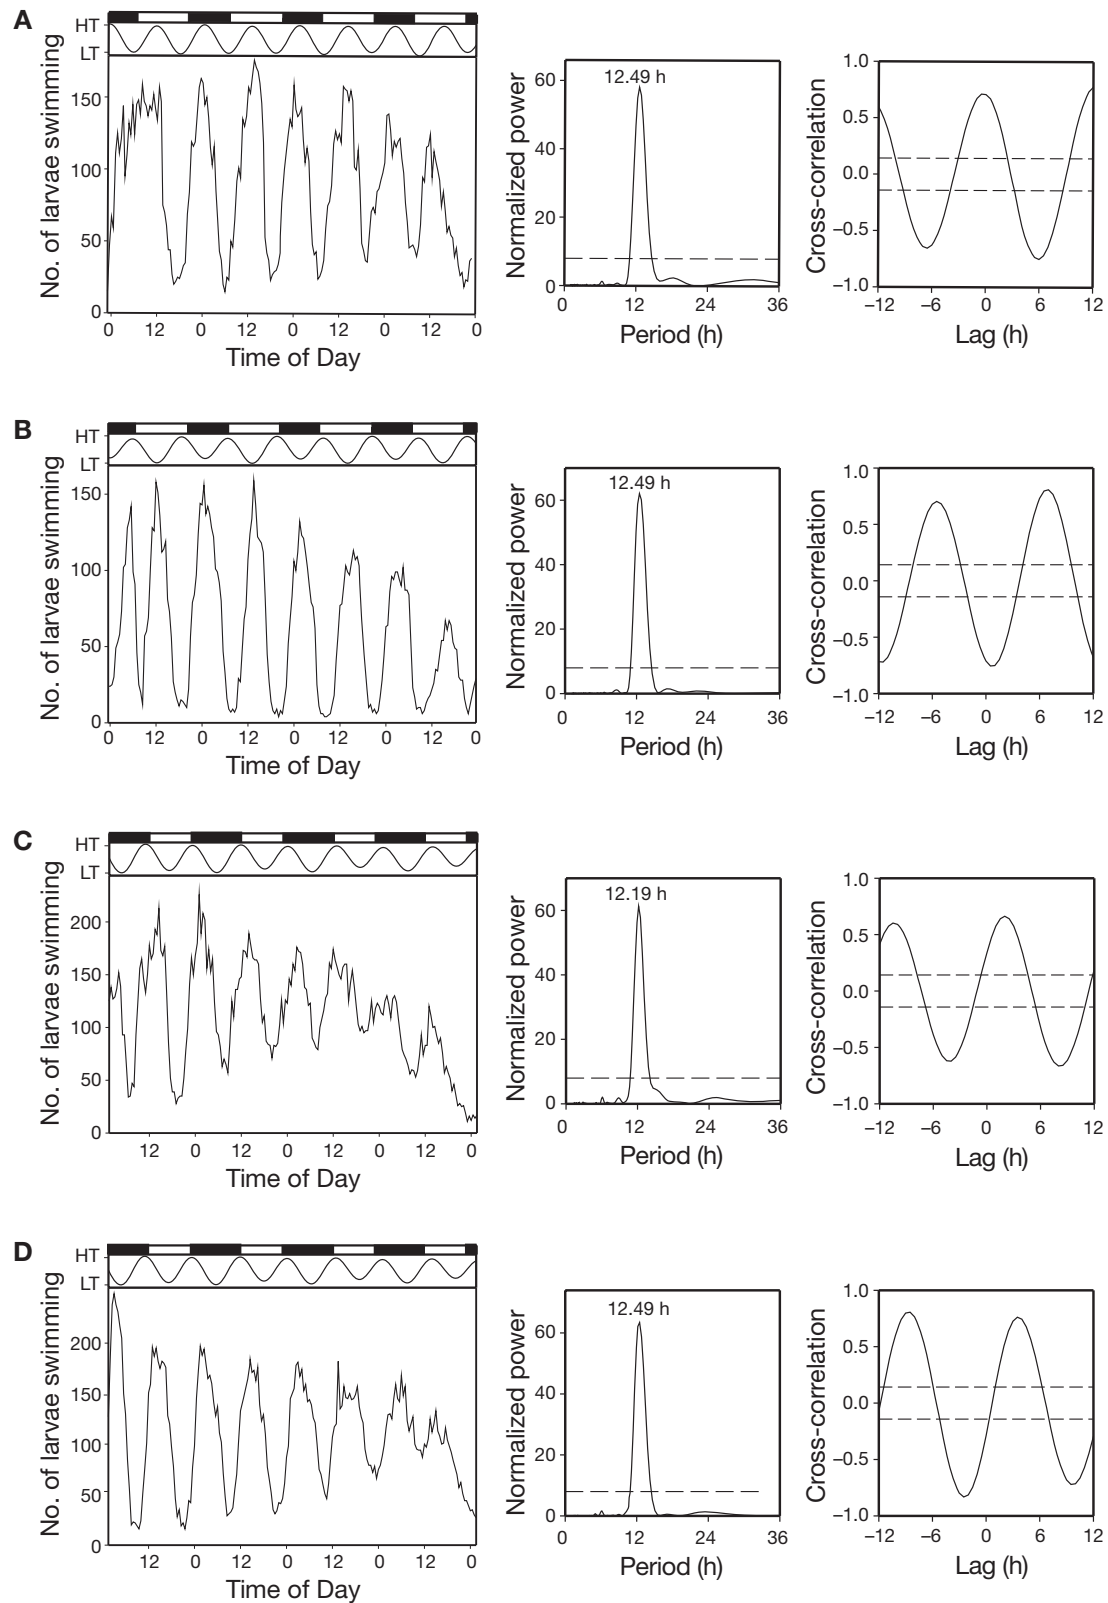 A
HT
LT
No. of larvae swimming
150
100
50
0
0 12 0 12 0 12 0 12 0
Time of Day
12.49 h
Normalized power
60
40
20
0
0 12 24 36
Period (h)
Cross-correlation
1.0
0.5
0.0
−0.5
−1.0
−12 −6 0 6 12
Lag (h)
B
HT
LT
No. of larvae swimming
150
100
50
0
0 12 0 12 0 12 0 12 0
Time of Day
12.49 h
Normalized power
60
40
20
0
0 12 24 36
Period (h)
Cross-correlation
1.0
0.5
0.0
−0.5
−1.0
−12 −6 0 6 12
Lag (h)
C
HT
LT
No. of larvae swimming
200
150
100
50
0
12 0 12 0 12 0 12 0
Time of Day
12.19 h
Normalized power
60
40
20
0
0 12 24 36
Period (h)
Cross-correlation
1.0
0.5
0.0
−0.5
−1.0
−12 −6 0 6 12
Lag (h)
D
HT
LT
No. of larvae swimming
200
150
100
50
0
12 0 12 0 12 0 12 0
Time of Day
12.49 h
Normalized power
60
40
20
0
0 12 24 36
Period (h)
Cross-correlation
1.0
0.5
0.0
−0.5
−1.0
−12 −6 0 6 12
Lag (h)